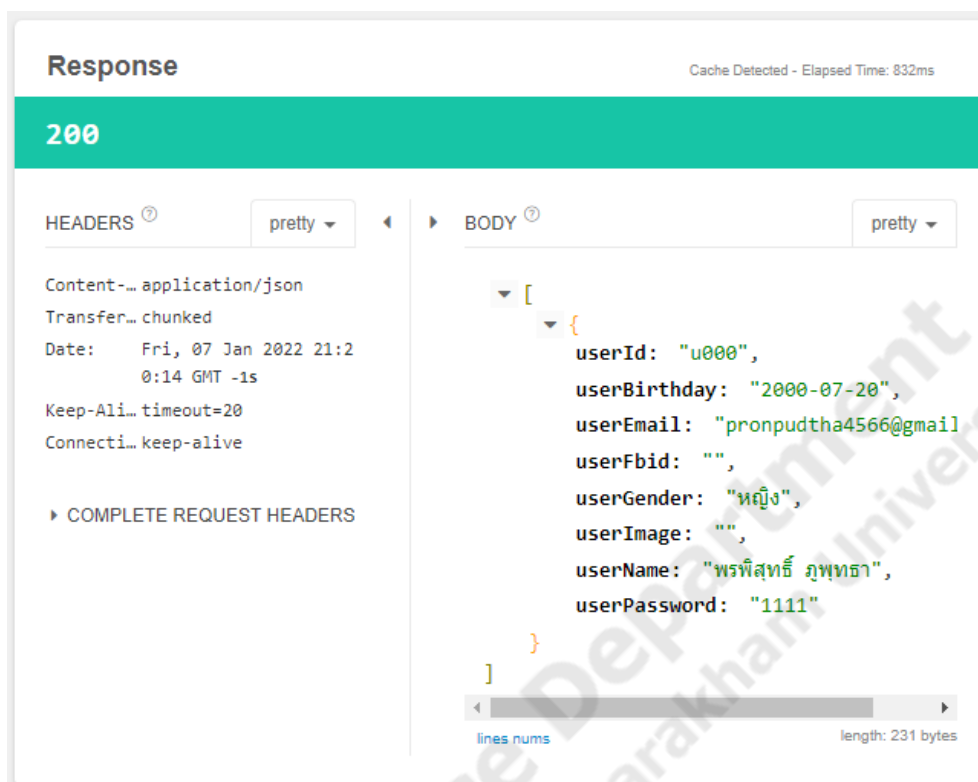 Response
Cache Detected - Elapsed Time: 832ms
200
HEADERS ?
pretty
Content-… application/json
Transfer… chunked
Date: Fri, 07 Jan 2022 21:2
0:14 GMT -1s
Keep-Ali… timeout=20
Connecti… keep-alive
COMPLETE REQUEST HEADERS
BODY ?
pretty
[
{
userId: "u000",
userBirthday: "2000-07-20",
userEmail: "pronpudtha4566@gmail
userFbid: "",
userGender: "หญิง",
userImage: "",
userName: "พรพิสุทธิ์ ภูพุทธา",
userPassword: "1111"
}
]
lines nums
length: 231 bytes
Department